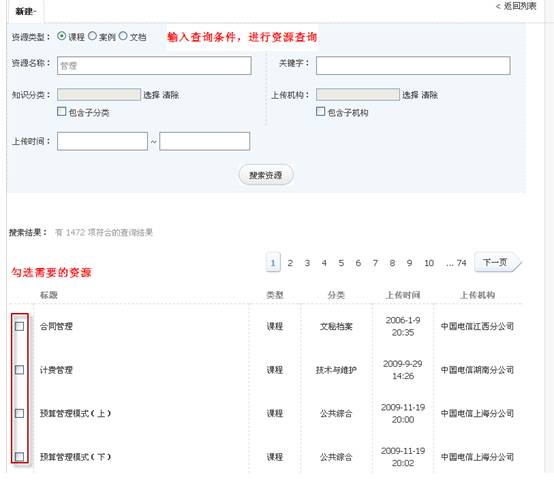 新建-
< 返回列表
资源类型： 课程 案例 文档 输入查询条件，进行资源查询
资源名称： 管理 关键字：
知识分类： 选择 清除 上传机构： 选择 清除
包含子分类 包含子机构
上传时间： ~
搜索资源
搜索结果： 有 1472 项符合的查询结果
1 2 3 4 5 6 7 8 9 10 ... 74 下一页
勾选需要的资源
标题 类型 分类 上传时间 上传机构
合同管理 课程 文秘档案 2006-1-9 20:35 中国电信江西分公司
计费管理 课程 技术与维护 2009-9-29 14:26 中国电信湖南分公司
预算管理模式（上） 课程 公共综合 2009-11-19 20:00 中国电信上海分公司
预算管理模式（下） 课程 公共综合 2009-11-19 20:02 中国电信上海分公司